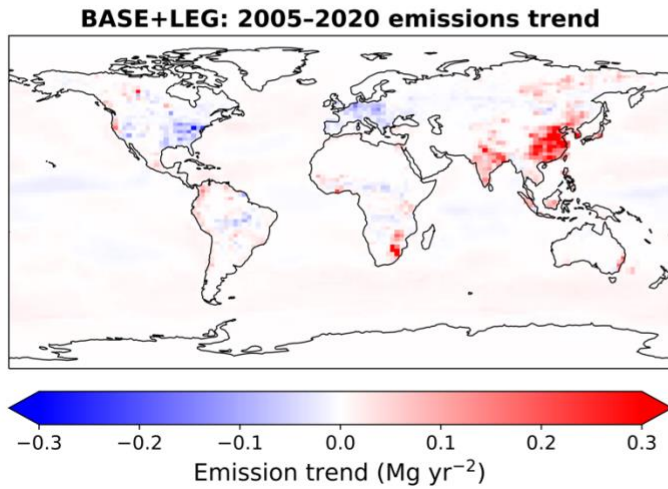 BASE+LEG: 2005–2020 emissions trend
−0.3 −0.2 −0.1 0.0 0.1 0.2 0.3
Emission trend (Mg yr⁻²)